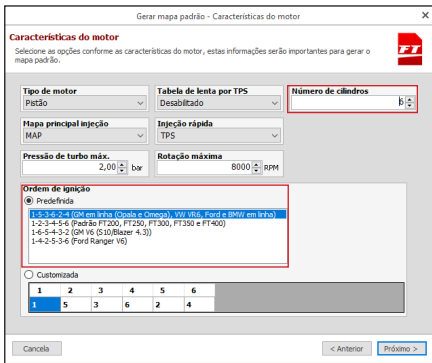 Gerar mapa padrão - Características do motor
Características do motor
Selecione as opções conforme as características do motor, estas informações serão importantes para gerar o
mapa padrão.
FT
Tipo de motor
Pistão
Tabela de lenta por TPS
Desabilitado
Número de cilindros
6
Mapa principal injeção
MAP
Injeção rápida
TPS
Pressão de turbo máx.
2,00 bar
Rotação máxima
8000 RPM
Ordem de ignição
Predefinida
1-5-3-6-2-4 (GM em linha (Opala e Omega), VW VR6, Ford e BMW em linha)
1-2-3-4-5-6 (Padrão FT200, FT250, FT300, FT350 e FT400)
1-6-5-4-3-2 (GM V6 (S10/Blazer 4.3))
1-4-2-5-3-6 (Ford Ranger V6)
Customizada
1 2 3 4 5 6
1 5 3 6 2 4
Cancela
< Anterior
Próximo >